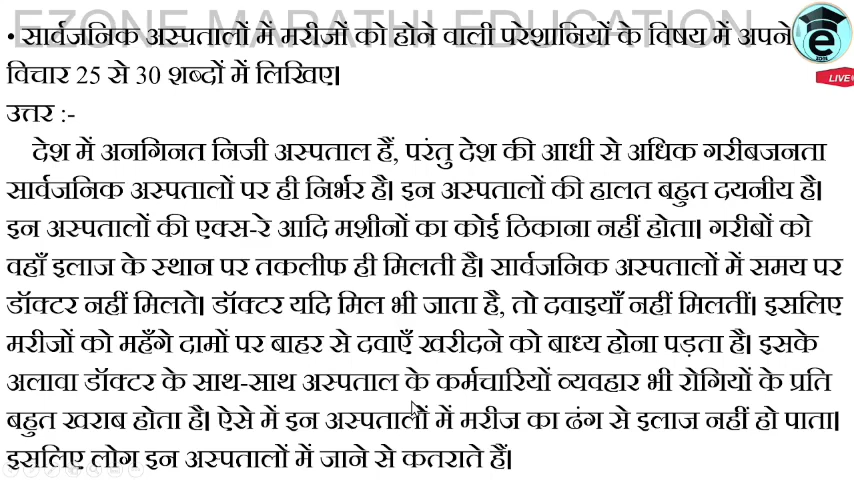 EZONE MARATHI EDUCATION
• सार्वजनिक अस्पतालों में मरीजों को होने वाली परेशानियों के विषय में अपने
विचार 25 से 30 शब्दों में लिखिए।
उत्तर :-
देश में अनगिनत निजी अस्पताल हैं, परंतु देश की आधी से अधिक गरीबजनता
सार्वजनिक अस्पतालों पर ही निर्भर है। इन अस्पतालों की हालत बहुत दयनीय है।
इन अस्पतालों की एक्स-रे आदि मशीनों का कोई ठिकाना नहीं होता। गरीबों को
वहाँ इलाज के स्थान पर तकलीफ ही मिलती है। सार्वजनिक अस्पतालों में समय पर
डॉक्टर नहीं मिलते। डॉक्टर यदि मिल भी जाता है, तो दवाइयाँ नहीं मिलतीं। इसलिए
मरीजों को महँगे दामों पर बाहर से दवाएँ खरीदने को बाध्य होना पड़ता है। इसके
अलावा डॉक्टर के साथ-साथ अस्पताल के कर्मचारियों व्यवहार भी रोगियों के प्रति
बहुत खराब होता है। ऐसे में इन अस्पतालों में मरीज का ढंग से इलाज नहीं हो पाता।
इसलिए लोग इन अस्पतालों में जाने से कतराते हैं।
e
EZONE
LIVE